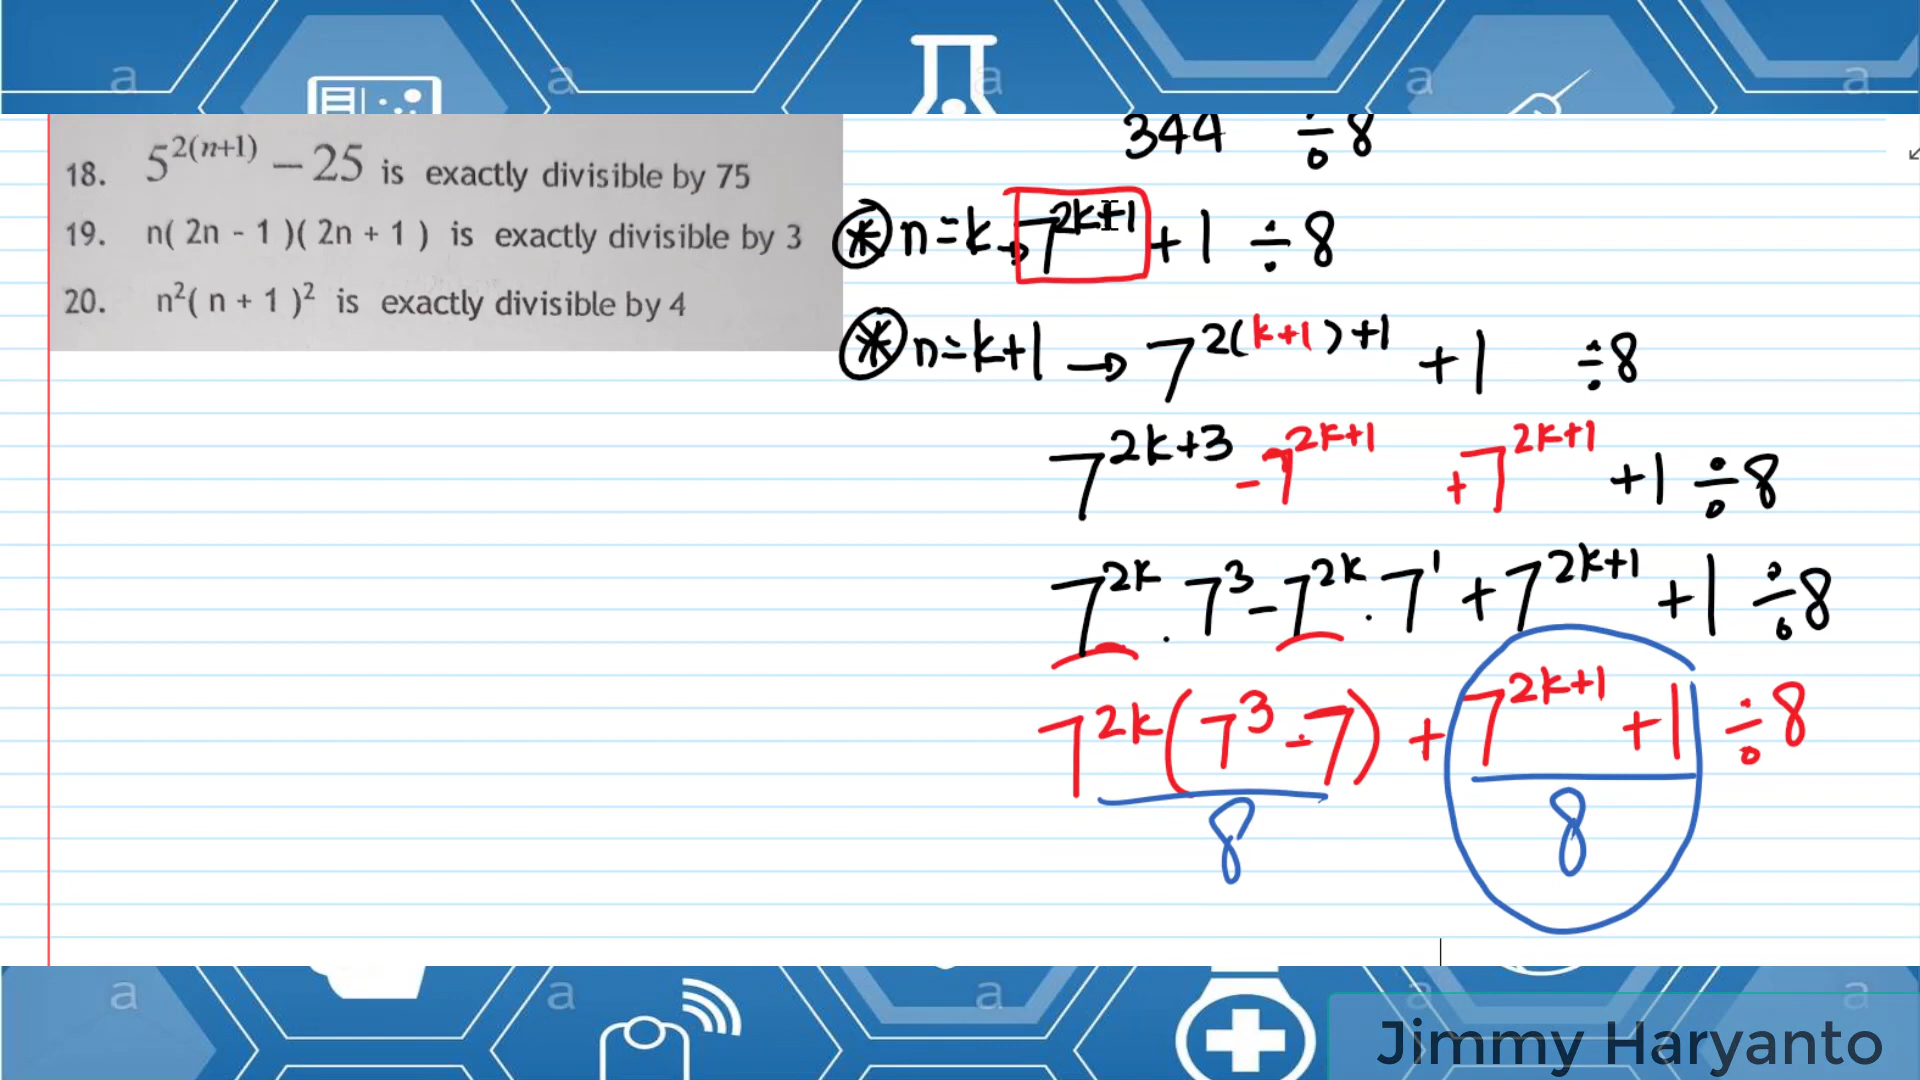 18. 5^{2(n+1)} − 25 is exactly divisible by 75
19. n( 2n - 1 )( 2n + 1 ) is exactly divisible by 3
20. n²( n + 1 )² is exactly divisible by 4
344 ÷8
⊛ n=k → 7^{2k+1} + 1 ÷ 8
⊛ n=k+1 → 7^{2(k+1)+1} + 1 ÷8
7^{2k+3} - 7^{2k+1} + 7^{2k+1} + 1 ÷ 8
7^{2k} . 7³ - 7^{2k} . 7¹ + 7^{2k+1} + 1 ÷ 8
7^{2k} (7³ - 7) + 7^{2k+1} + 1 ÷ 8
8 8
a a a a a
a a a a a
Jimmy Haryanto